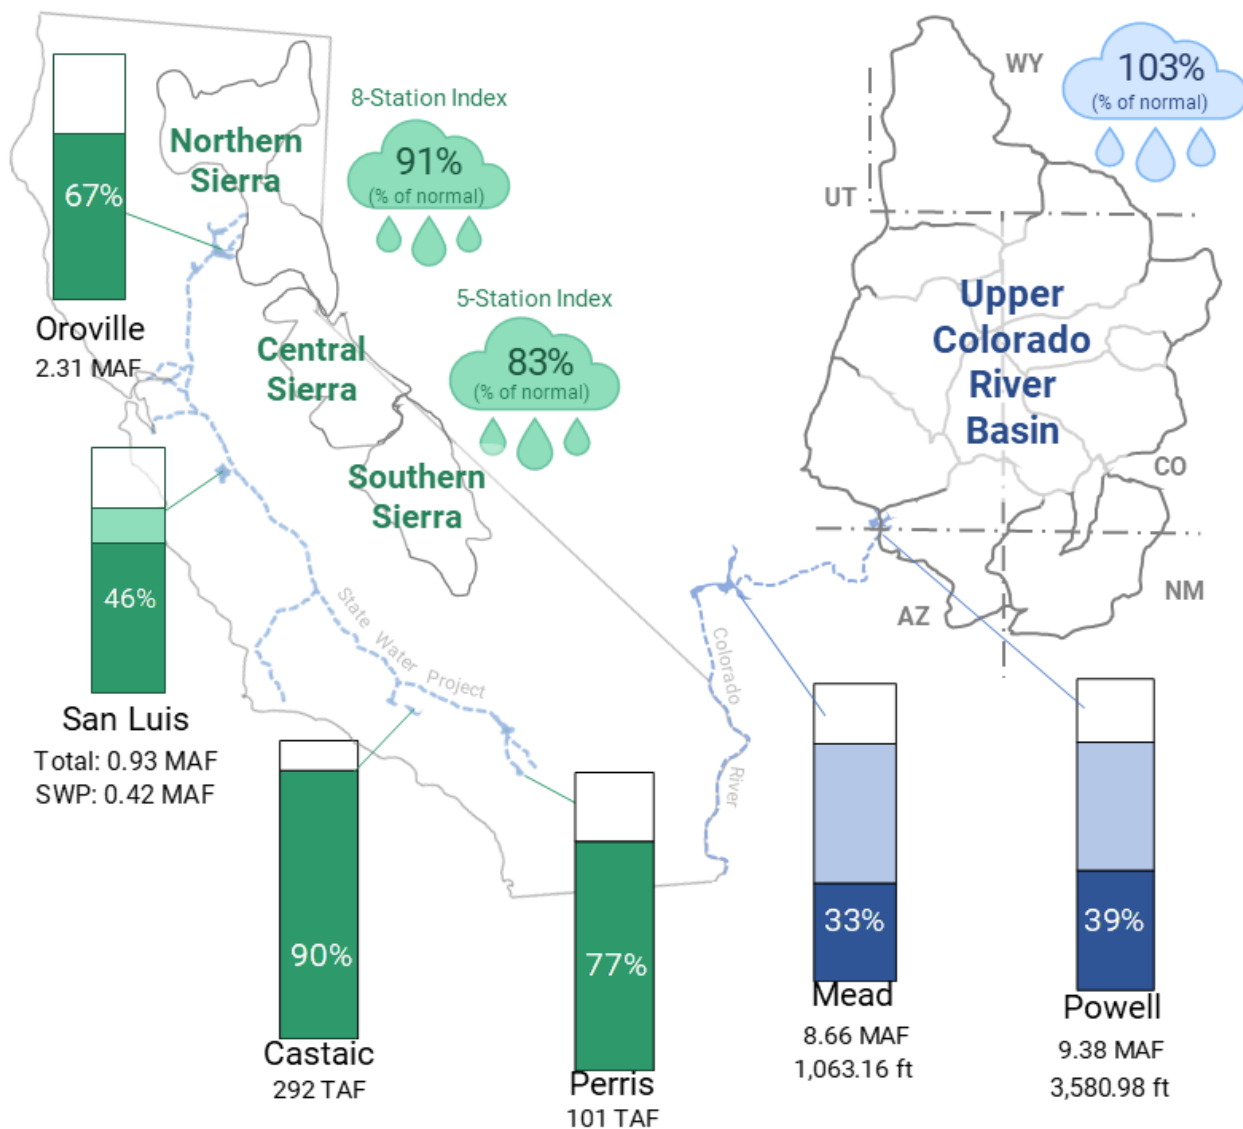 WY
103%
(% of normal)
8-Station Index
Northern
Sierra
91%
(% of normal)
67%
UT
5-Station Index
Upper
Colorado
River
Basin
Oroville
2.31 MAF
Central
Sierra
83%
(% of normal)
CO
Southern
Sierra
46%
NM
AZ
State Water Project
Colorado River
San Luis
Total: 0.93 MAF
SWP: 0.42 MAF
90%
77%
33%
39%
Castaic
292 TAF
Perris
101 TAF
Mead
8.66 MAF
1,063.16 ft
Powell
9.38 MAF
3,580.98 ft